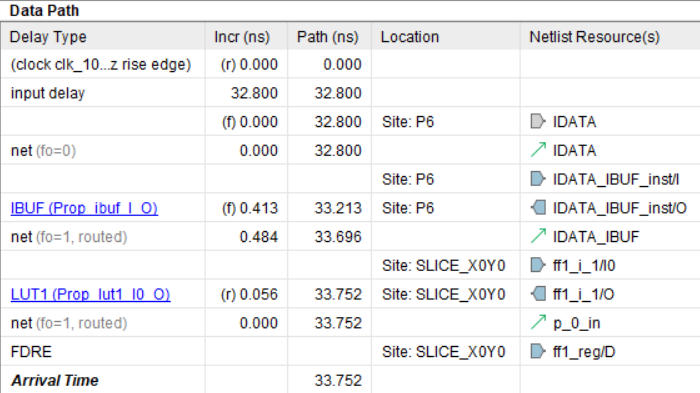 Data Path
Delay Type Incr (ns) Path (ns) Location Netlist Resource(s)
(clock clk_10...z rise edge) (r) 0.000 0.000
input delay 32.800 32.800
(f) 0.000 32.800 Site: P6 IDATA
net (fo=0) 0.000 32.800 IDATA
Site: P6 IDATA_IBUF_inst/I
IBUF (Prop_ibuf_I_O) (f) 0.413 33.213 Site: P6 IDATA_IBUF_inst/O
net (fo=1, routed) 0.484 33.696 IDATA_IBUF
Site: SLICE_X0Y0 ff1_i_1/I0
LUT1 (Prop_lut1_I0_O) (r) 0.056 33.752 Site: SLICE_X0Y0 ff1_i_1/O
net (fo=1, routed) 0.000 33.752 p_0_in
FDRE Site: SLICE_X0Y0 ff1_reg/D
Arrival Time 33.752